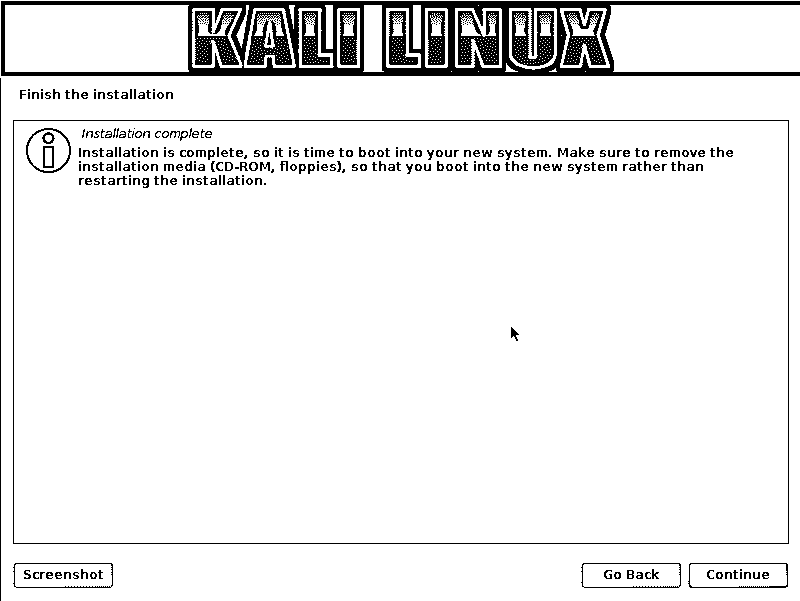 KALI LINUX
Finish the installation
Installation complete
Installation is complete, so it is time to boot into your new system. Make sure to remove the
installation media (CD-ROM, floppies), so that you boot into the new system rather than
restarting the installation.
Screenshot
Go Back
Continue